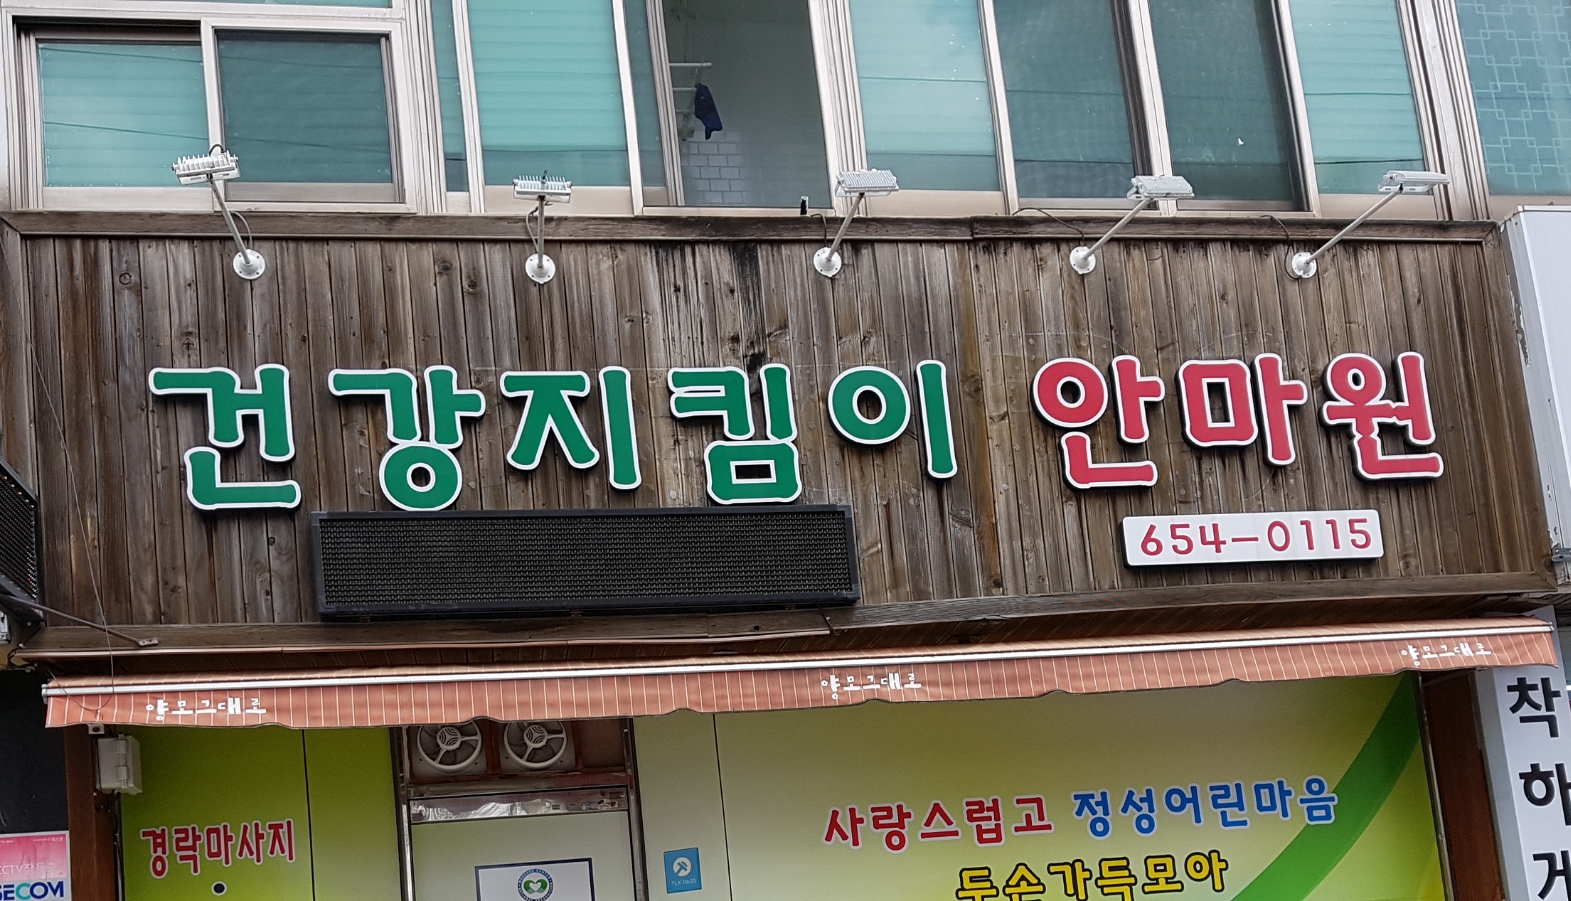 건강지킴이 안마원
654-0115
양모그대로
양모그대로
양모그대로
경락마사지
사랑스럽고 정성어린마음
두손가득모아
착
하
게
SECOM